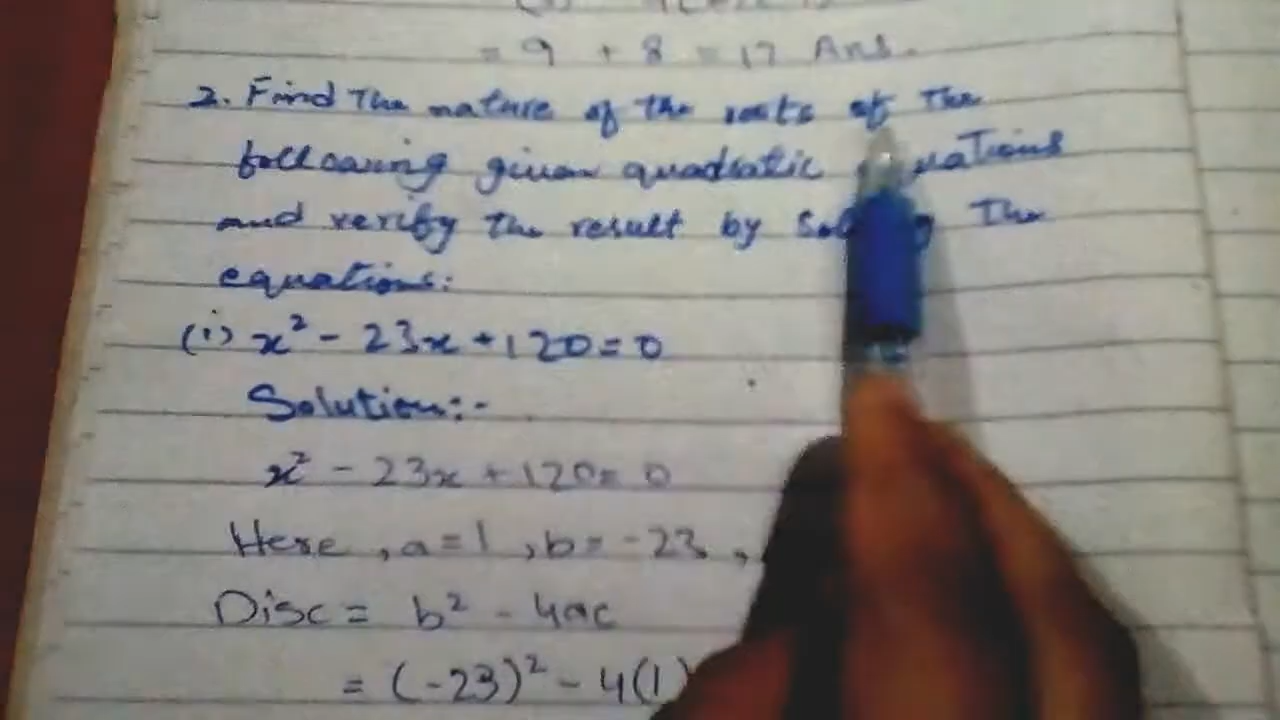 = 9 + 8 = 17 Ans.
2. Find The nature of the roots of The
following given quadratic
and verify the result by The
equations:
(i) x² - 23x + 120 = 0
Solution:-
x² - 23x + 120 = 0
Here , a = 1 , b = -23 ,
Disc = b² - 4ac
= (-23)² - 4(1)